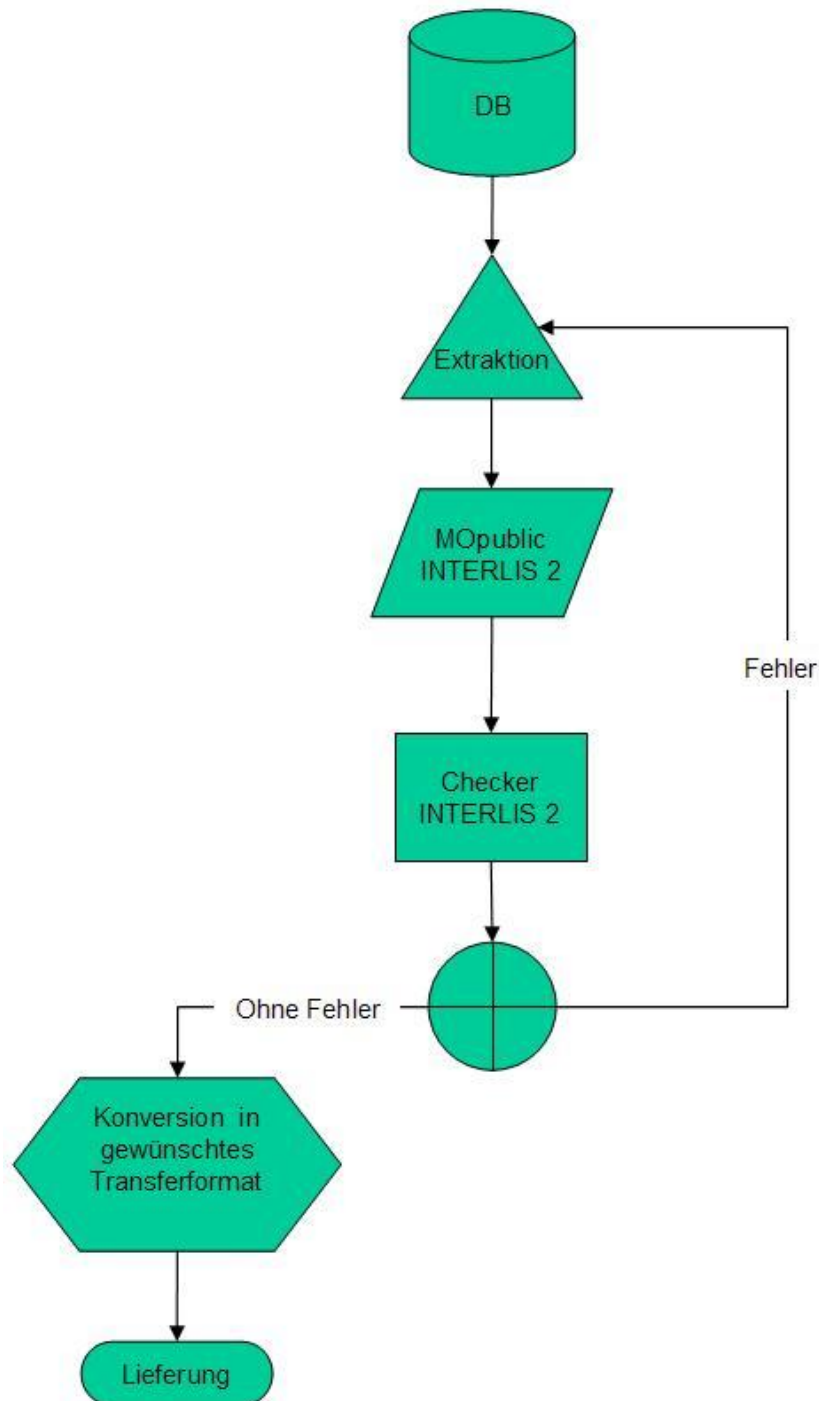 DB
Extraktion
MOpublic
INTERLIS 2
Fehler
Checker
INTERLIS 2
Ohne Fehler
Konversion in
gewünschtes
Transferformat
Lieferung